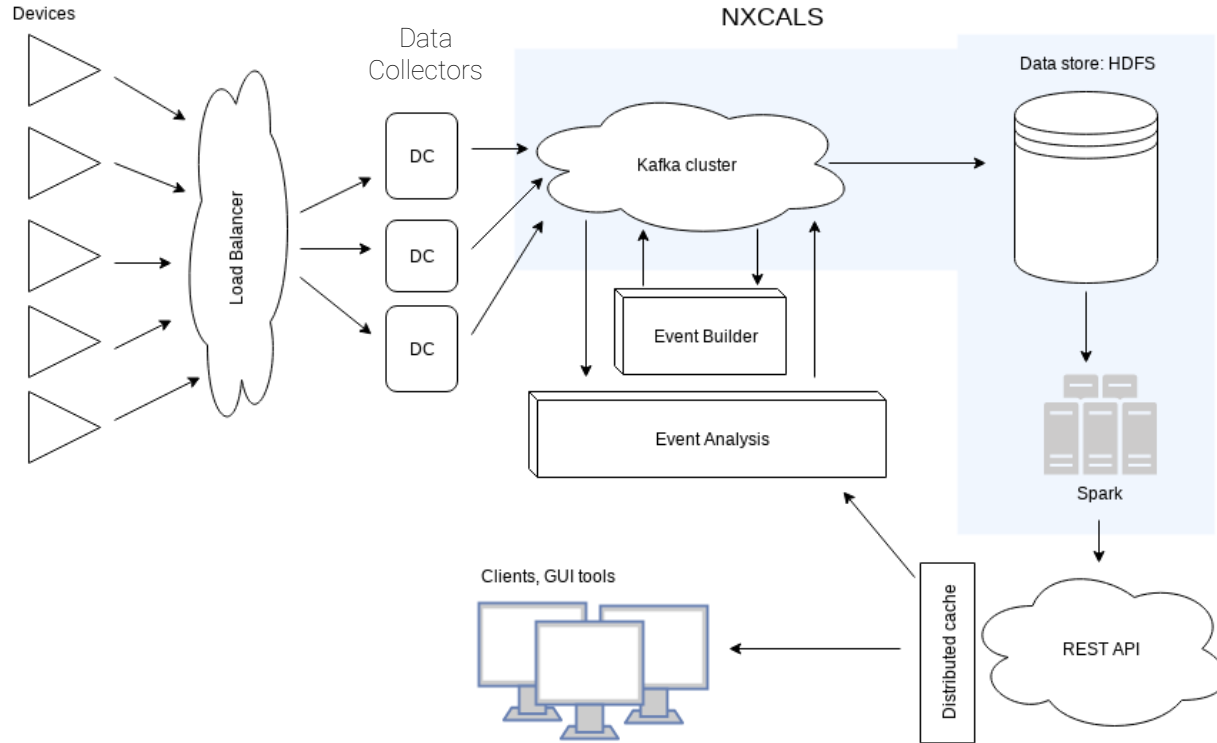 Devices
NXCALS
Data
Collectors
Data store: HDFS
Load Balancer
DC
DC
DC
Kafka cluster
Event Builder
Event Analysis
Spark
Clients, GUI tools
Distributed cache
REST API